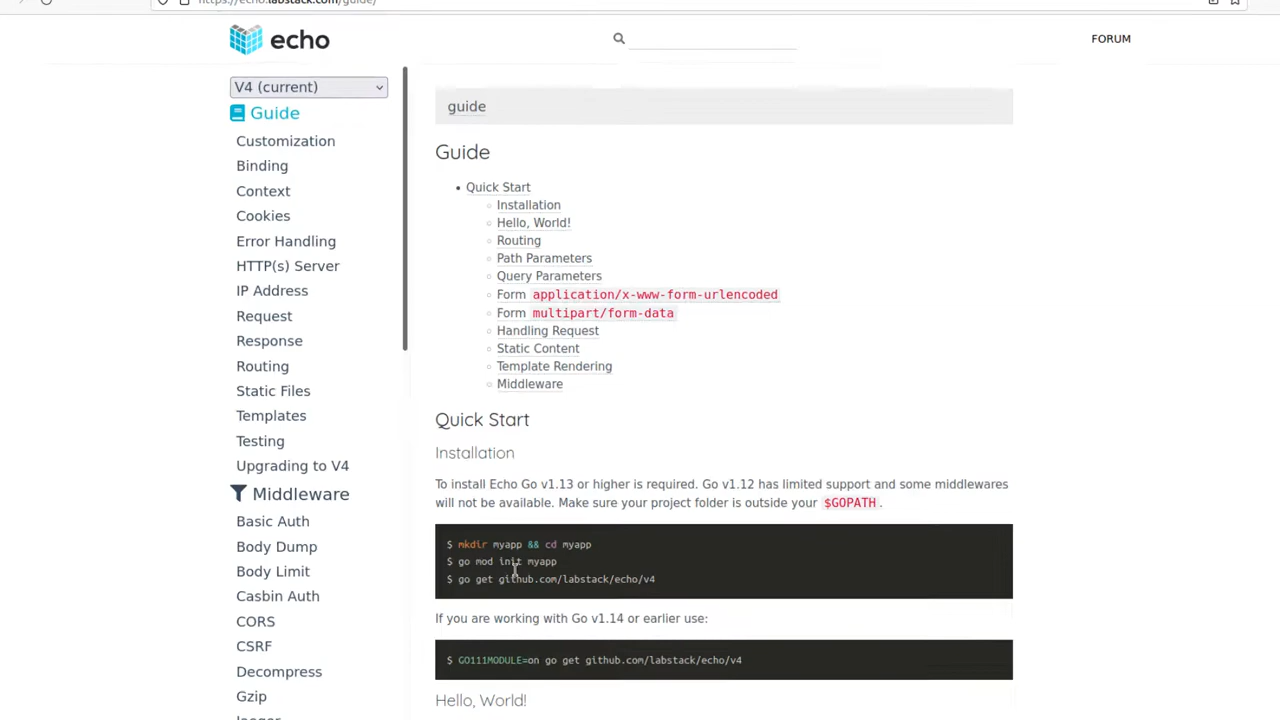 https://echo.labstack.com/guide/
echo
FORUM
V4 (current)
Guide
Customization
Binding
Context
Cookies
Error Handling
HTTP(s) Server
IP Address
Request
Response
Routing
Static Files
Templates
Testing
Upgrading to V4
Middleware
Basic Auth
Body Dump
Body Limit
Casbin Auth
CORS
CSRF
Decompress
Gzip
Jaeger
guide
Guide
• Quick Start
◦ Installation
◦ Hello, World!
◦ Routing
◦ Path Parameters
◦ Query Parameters
◦ Form application/x-www-form-urlencoded
◦ Form multipart/form-data
◦ Handling Request
◦ Static Content
◦ Template Rendering
◦ Middleware
Quick Start
Installation
To install Echo Go v1.13 or higher is required. Go v1.12 has limited support and some middlewares
will not be available. Make sure your project folder is outside your $GOPATH.
$ mkdir myapp && cd myapp
$ go mod init myapp
$ go get github.com/labstack/echo/v4
If you are working with Go v1.14 or earlier use:
$ GO111MODULE=on go get github.com/labstack/echo/v4
Hello, World!